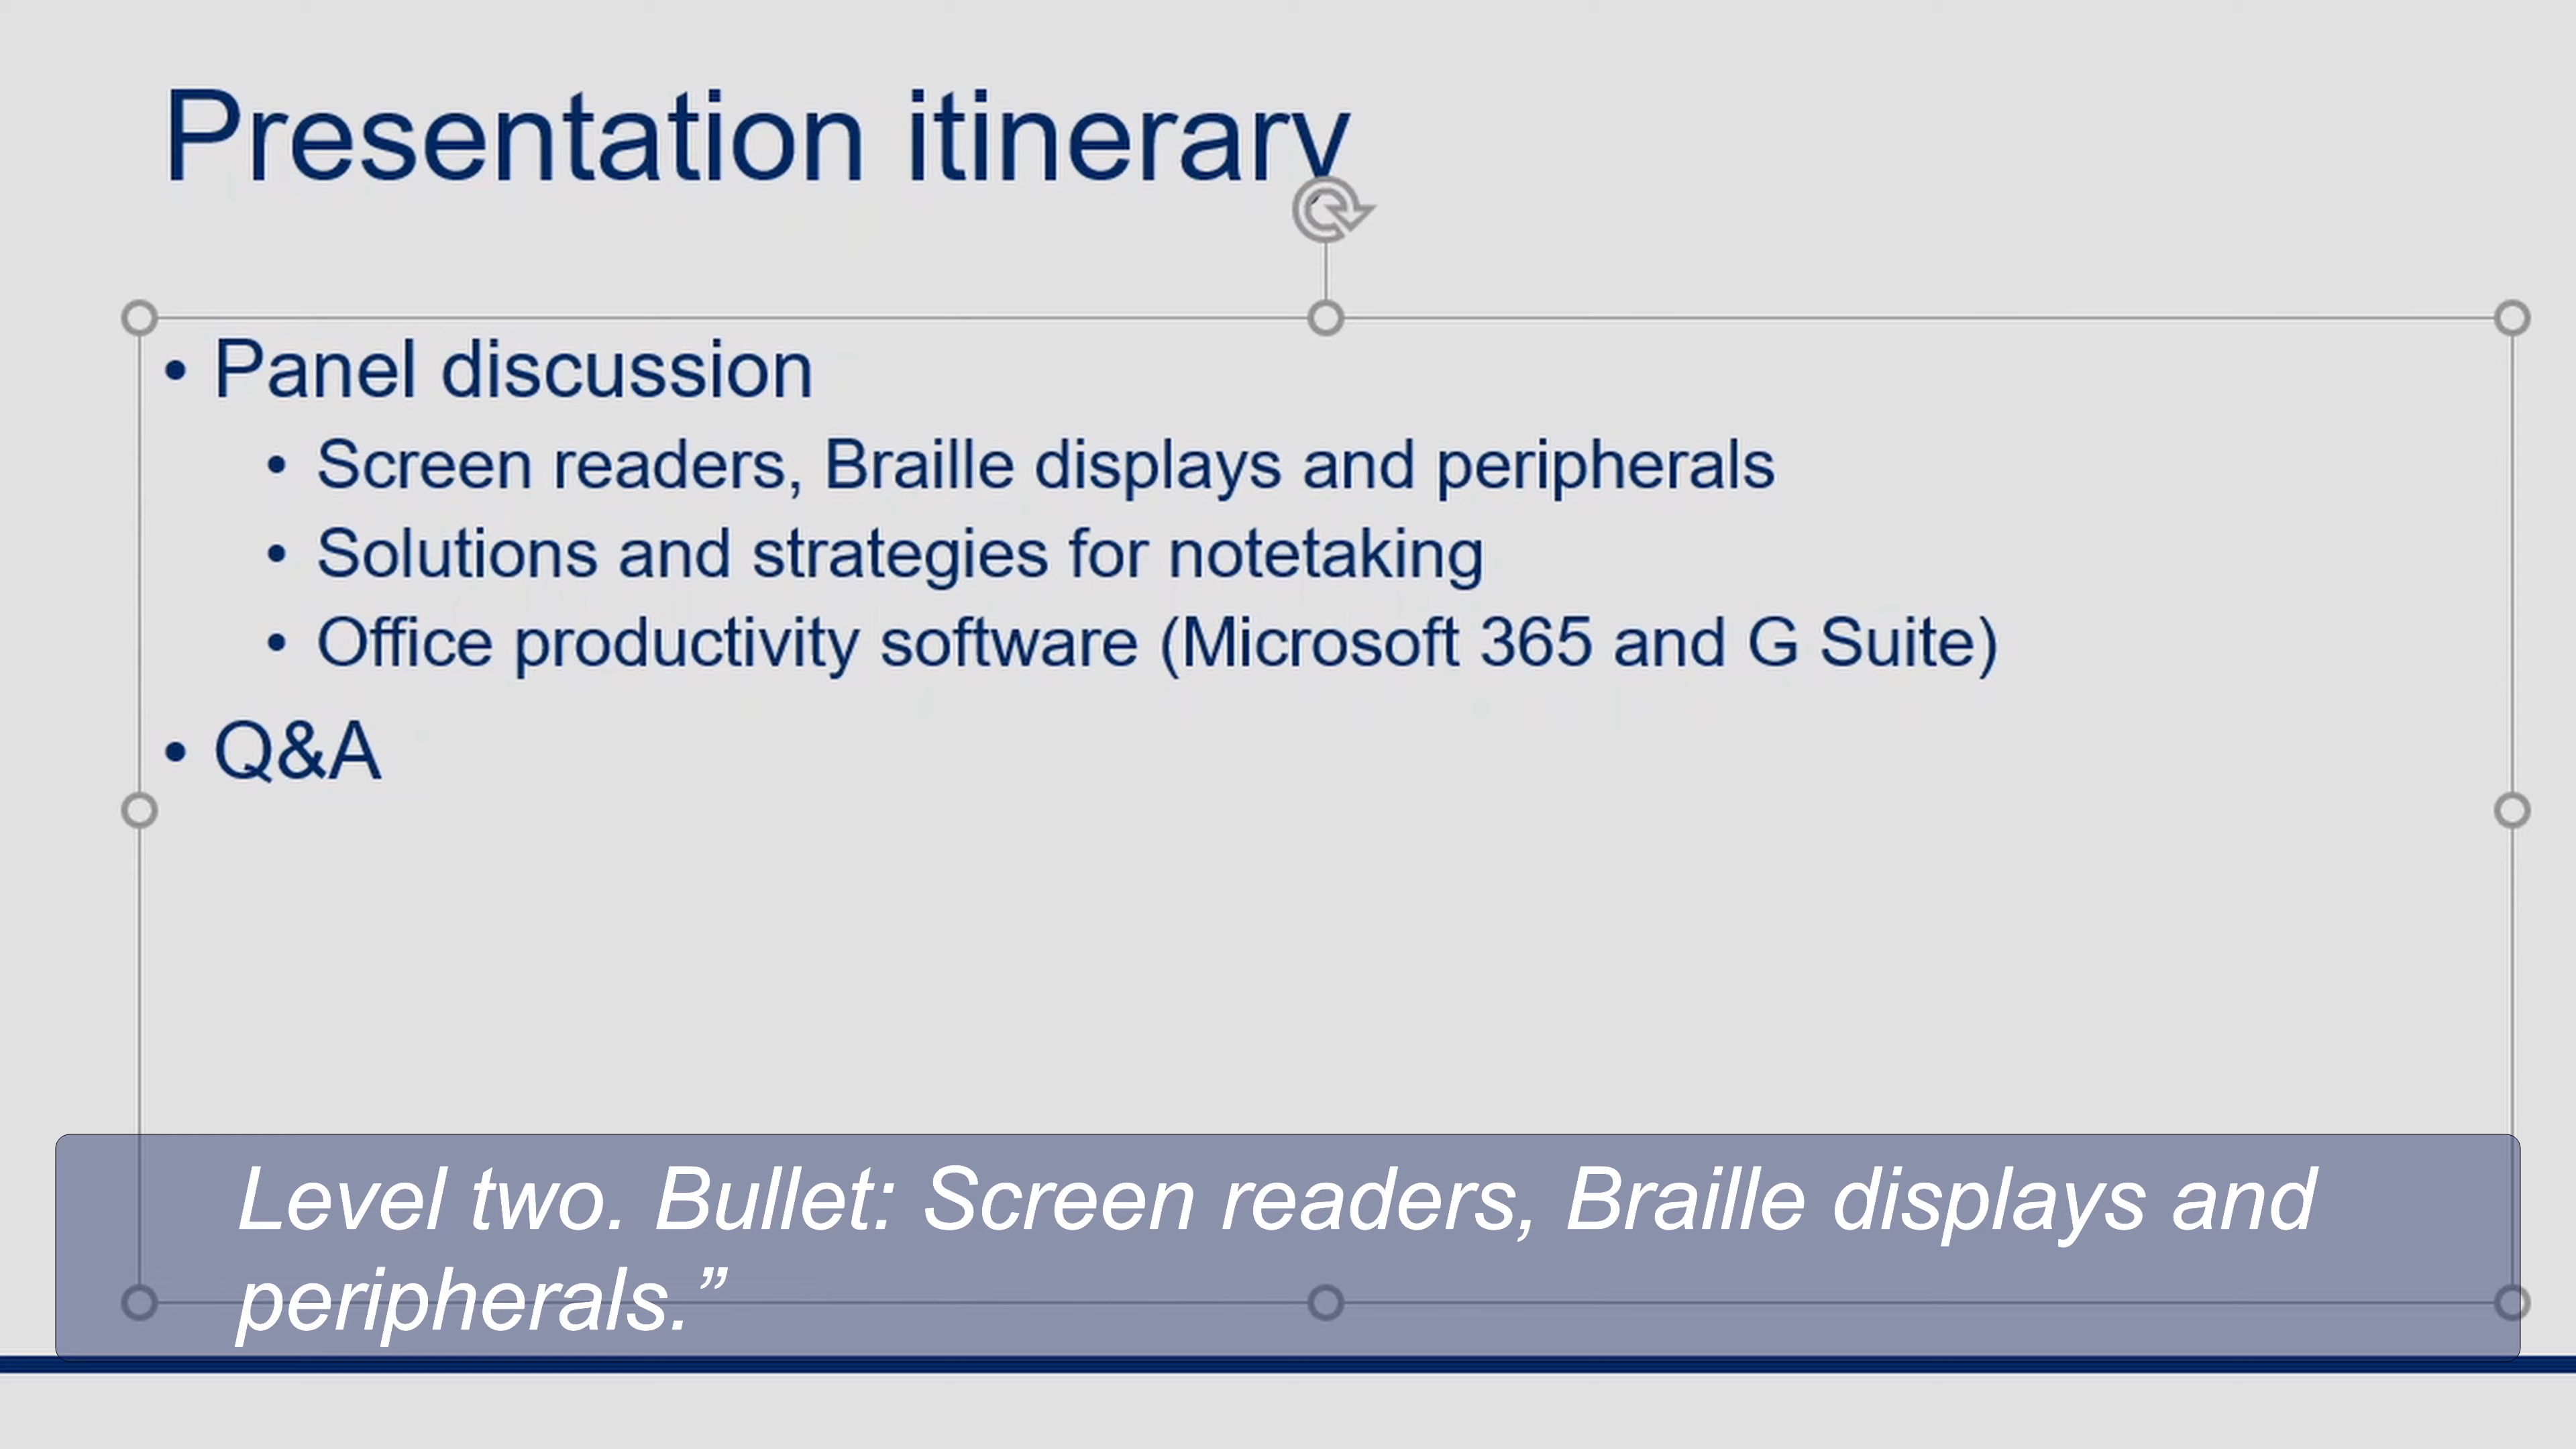 Presentation itinerary
• Panel discussion
• Screen readers, Braille displays and peripherals
• Solutions and strategies for notetaking
• Office productivity software (Microsoft 365 and G Suite)
• Q&A
Level two. Bullet: Screen readers, Braille displays and
peripherals.”